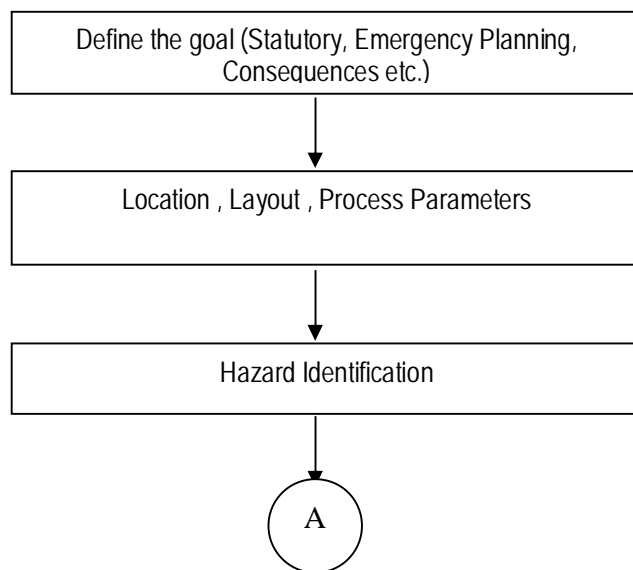 Define the goal (Statutory, Emergency Planning,
Consequences etc.)
Location , Layout , Process Parameters
Hazard Identification
A